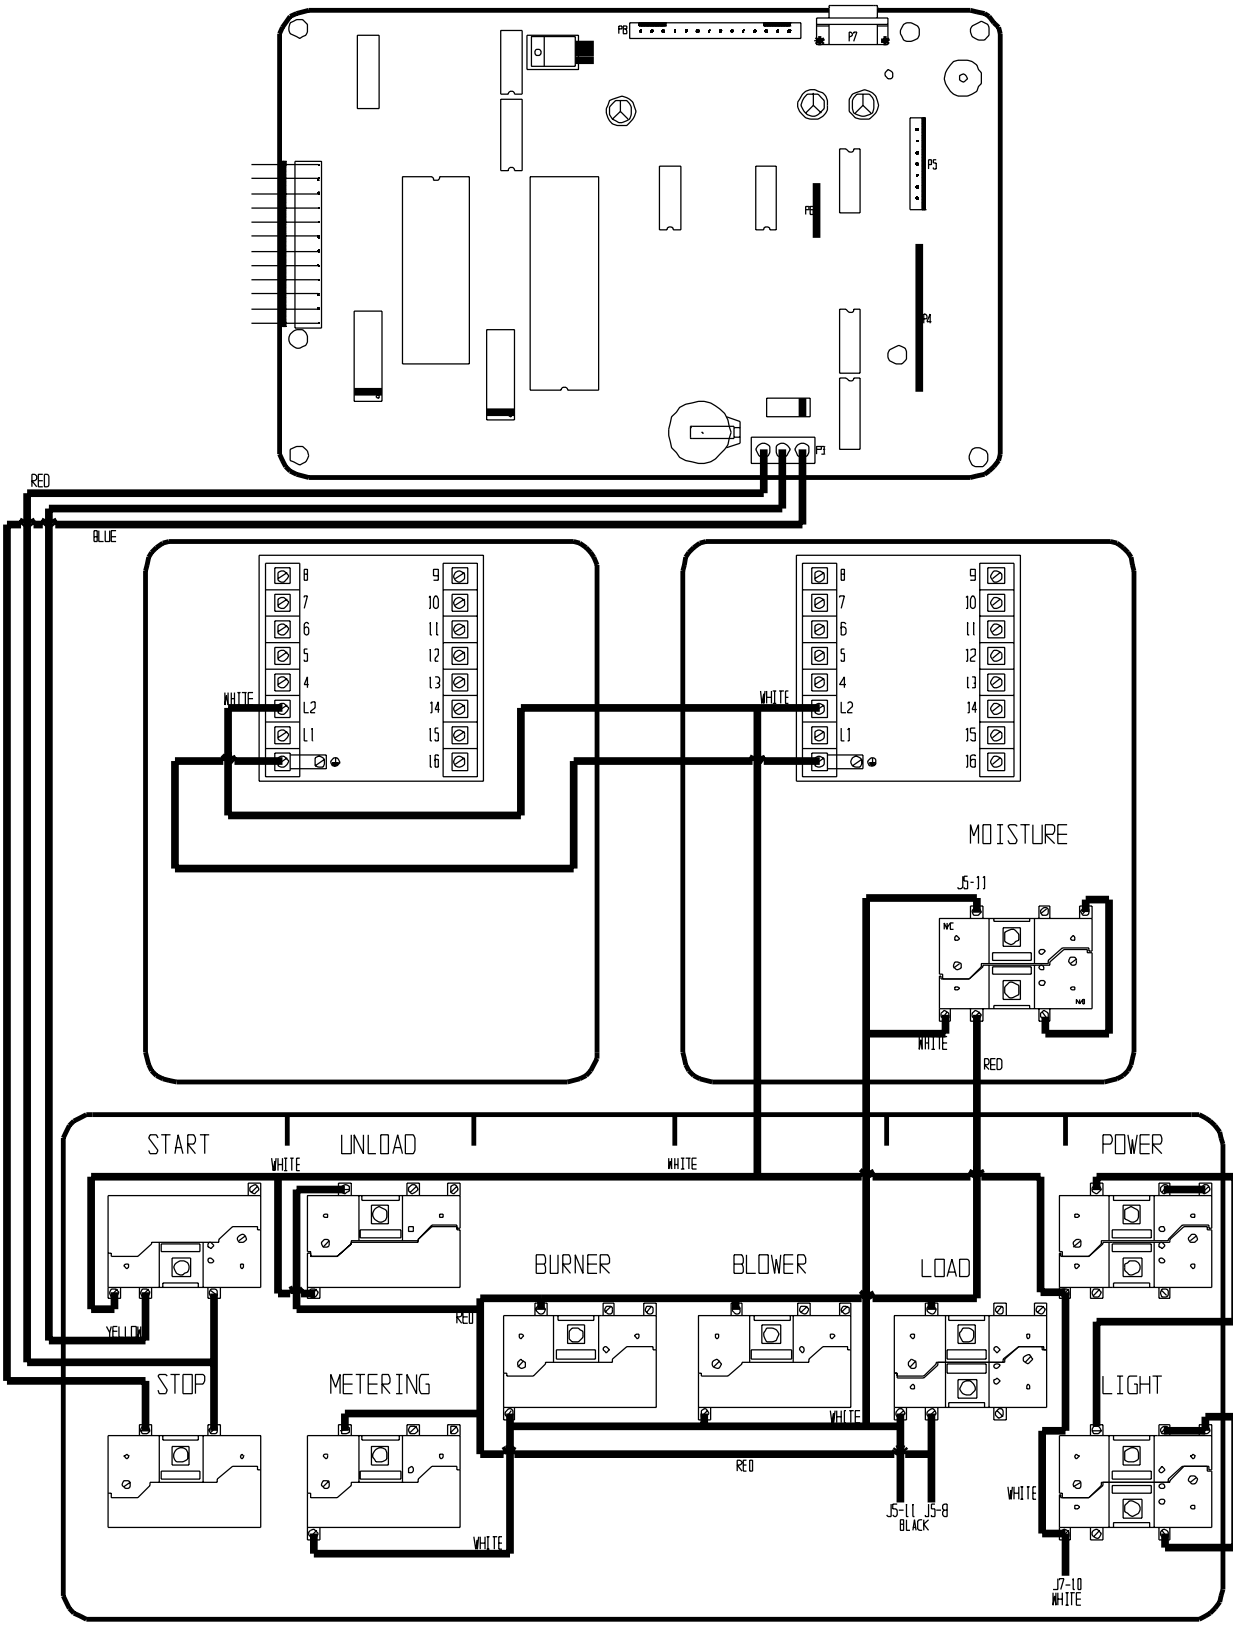 P8
P7
P5
P6
P4
P3
RED
BLUE
8 9
7 10
6 11
5 12
4 13
WHITE L2 14
L1 15
16
8 9
7 10
6 11
5 12
4 13
WHITE L2 14
L1 15
16
MOISTURE
J5-11
N/C
N/O
WHITE
RED
START
UNLOAD
POWER
WHITE
WHITE
BURNER
BLOWER
LOAD
YELLOW
RED
STOP
METERING
LIGHT
WHITE
RED
WHITE
WHITE
J5-11 J5-8
BLACK
J7-10
WHITE